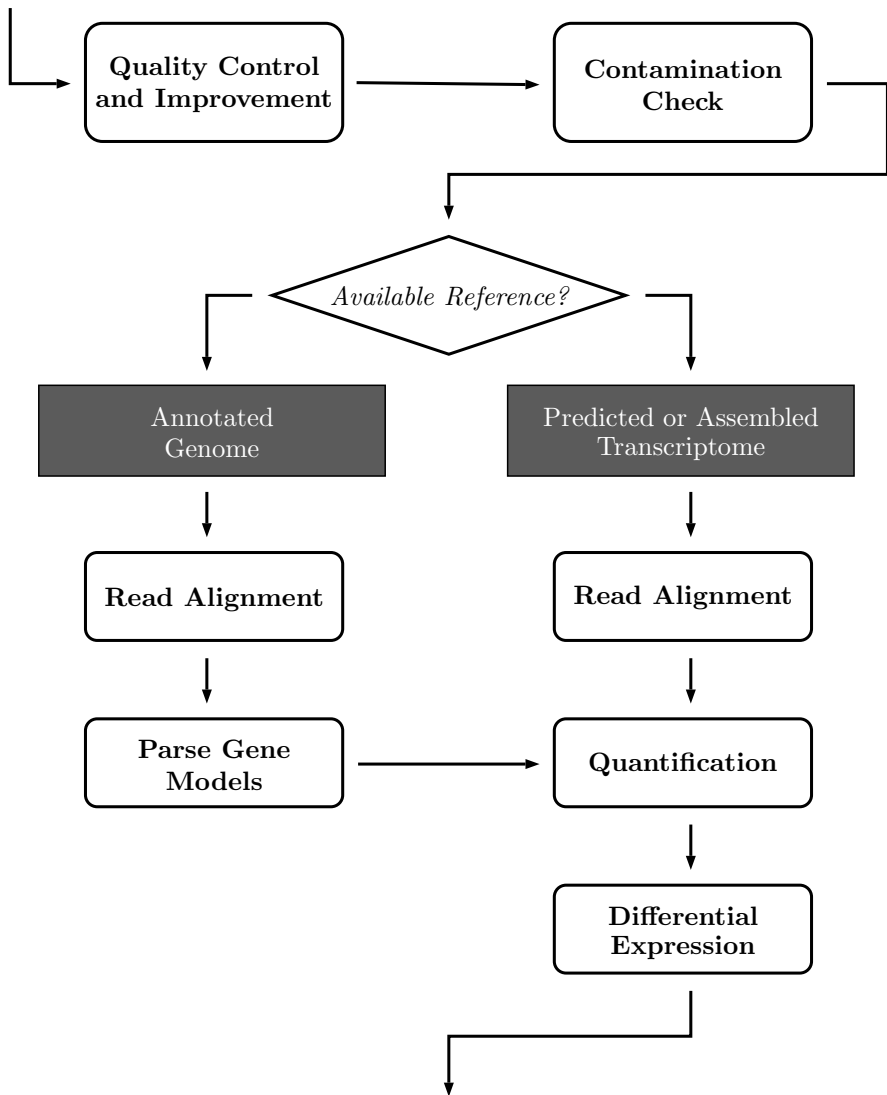 Quality Control
and Improvement
Contamination
Check
Available Reference?
Annotated
Genome
Predicted or Assembled
Transcriptome
Read Alignment
Read Alignment
Parse Gene
Models
Quantification
Differential
Expression